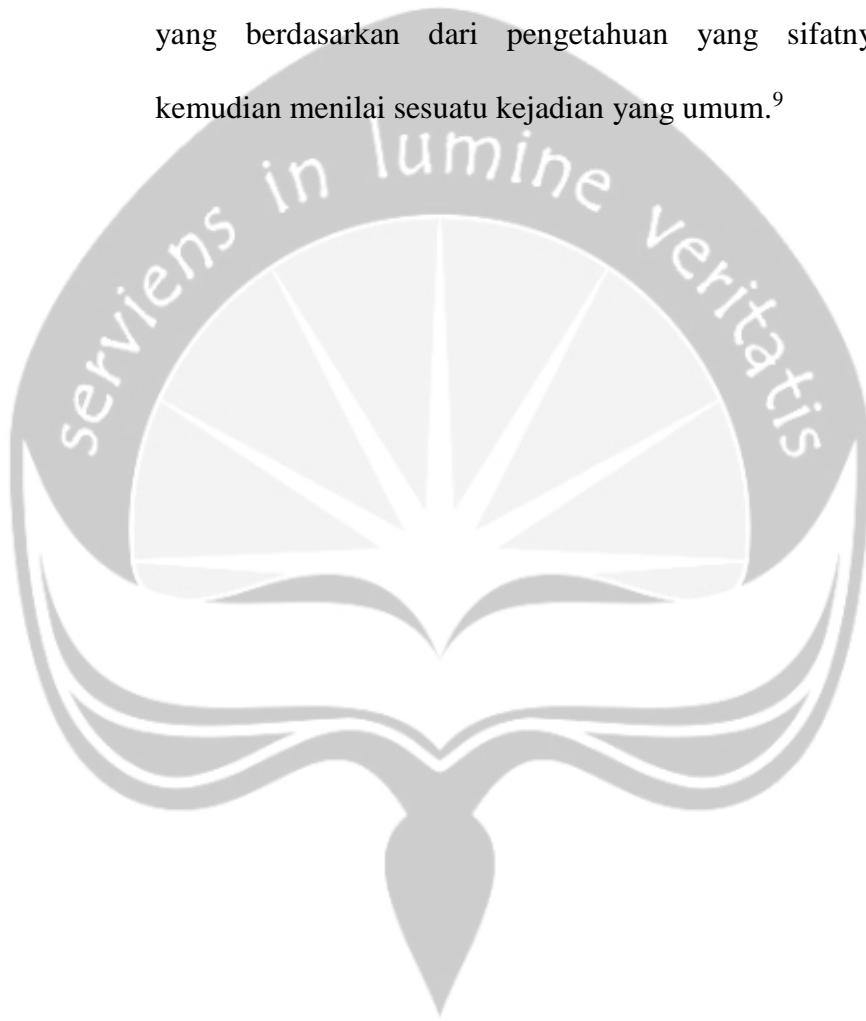 yang berdasarkan dari pengetahuan yang sifatny
kemudian menilai sesuatu kejadian yang umum.⁹
serviens in lumine veritatis